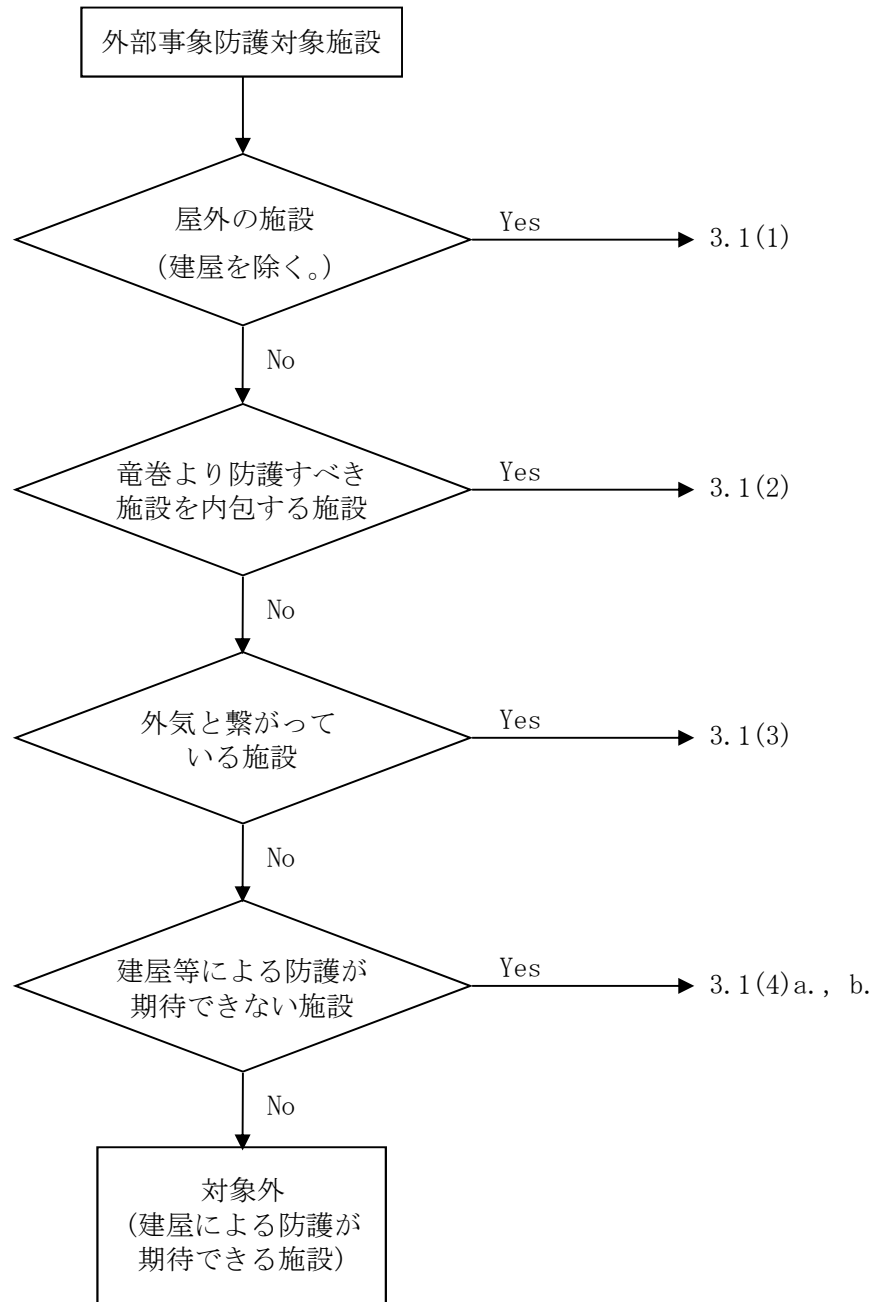 外部事象防護対象施設
屋外の施設
(建屋を除く。)
Yes
3.1(1)
No
竜巻より防護すべき
施設を内包する施設
Yes
3.1(2)
No
外気と繋がって
いる施設
Yes
3.1(3)
No
建屋等による防護が
期待できない施設
Yes
3.1(4)a., b.
No
対象外
(建屋による防護が
期待できる施設)